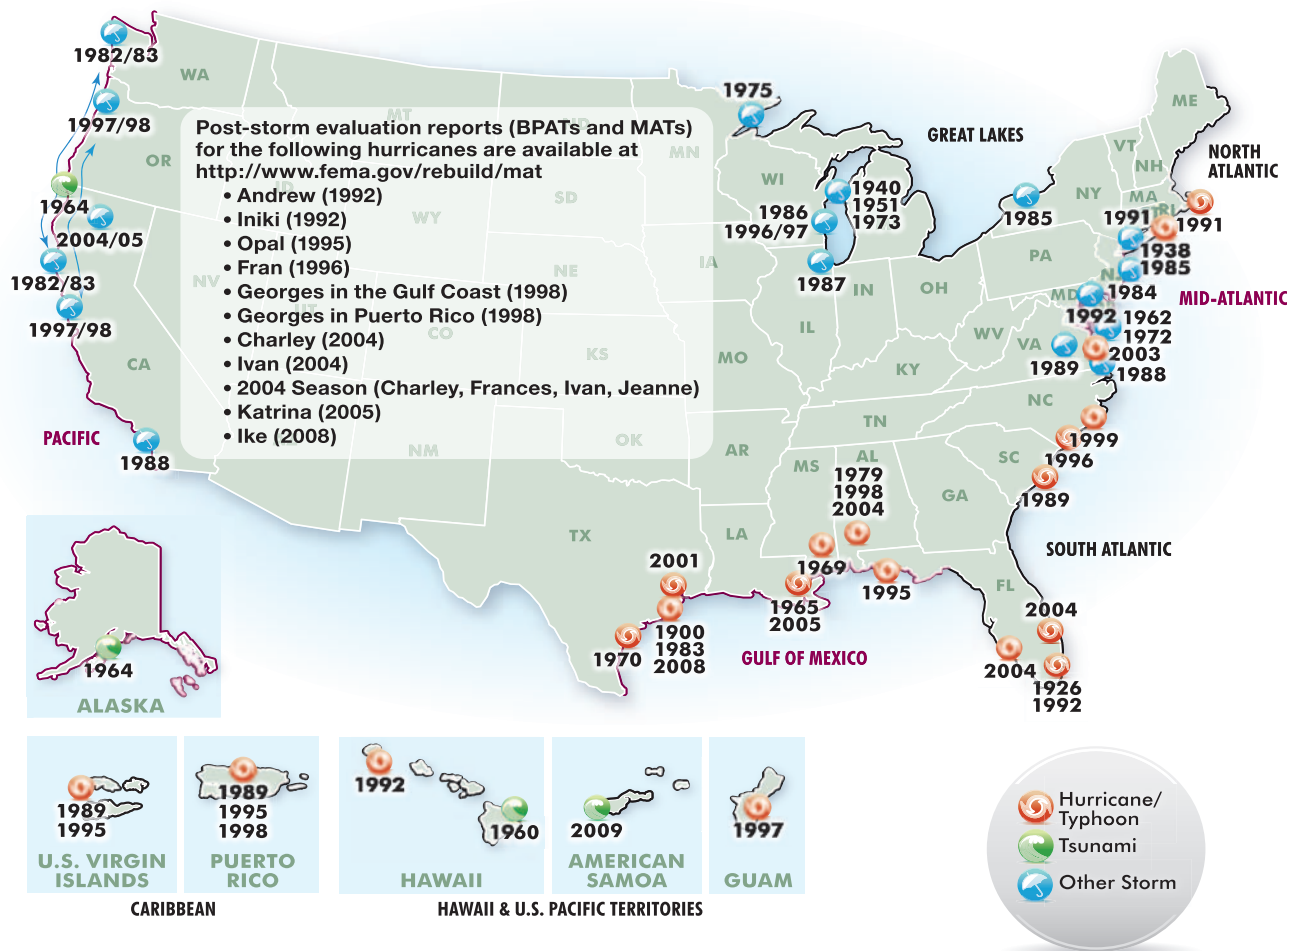 1982/83
WA
1997/98
OR
1964
2004/05
1982/83
1997/98
CA
PACIFIC
1988
MT
ND
ID
WY
SD
NV
UT
NE
CO
KS
NM
OK
MN
IA
Post-storm evaluation reports (BPATs and MATs)
for the following hurricanes are available at
http://www.fema.gov/rebuild/mat
• Andrew (1992)
• Iniki (1992)
• Opal (1995)
• Fran (1996)
• Georges in the Gulf Coast (1998)
• Georges in Puerto Rico (1998)
• Charley (2004)
• Ivan (2004)
• 2004 Season (Charley, Frances, Ivan, Jeanne)
• Katrina (2005)
• Ike (2008)
1975
GREAT LAKES
WI
1940
1951
1973
1986
1996/97
1987
1985
ME
VT
NH
NORTH
ATLANTIC
NY
MA
RI
1991
1991
1938
1985
PA
NJ
1984
MID-ATLANTIC
MD
1992
1962
1972
2003
VA
1989
1988
WV
OH
IN
IL
MO
KY
TN
NC
1999
1996
SC
1989
AR
MS
AL
1979
1998
2004
GA
SOUTH ATLANTIC
TX
LA
2001
1969
1965
2005
1995
FL
2004
1900
1983
2008
1970
GULF OF MEXICO
2004
1926
1992
1964
ALASKA
1989
1995
U.S. VIRGIN
ISLANDS
1989
1995
1998
PUERTO
RICO
CARIBBEAN
1992
1960
HAWAII
2009
AMERICAN
SAMOA
1997
GUAM
HAWAII & U.S. PACIFIC TERRITORIES
Hurricane/
Typhoon
Tsunami
Other Storm